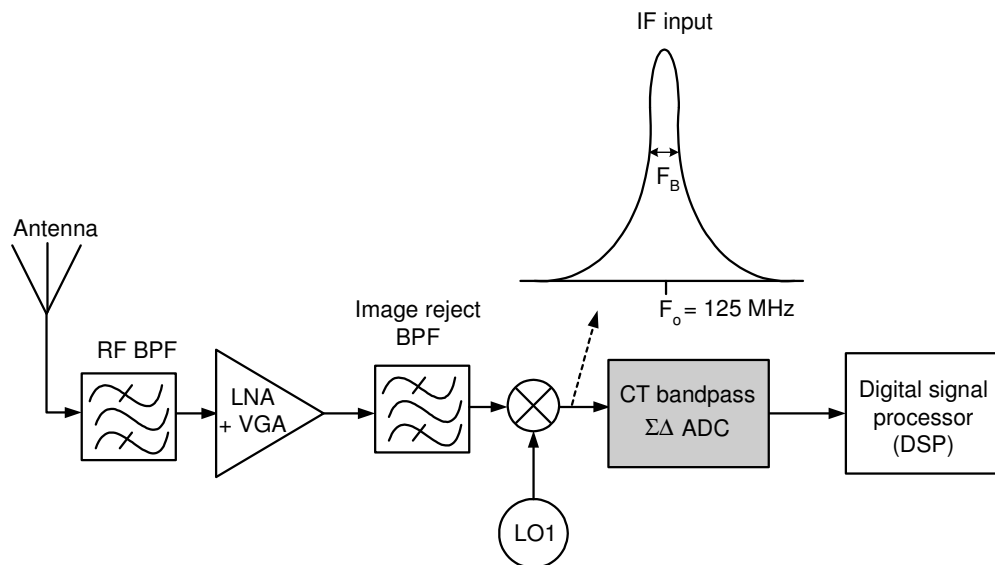 IF input
F_B
F_o = 125 MHz
Antenna
RF BPF
LNA
+ VGA
Image reject
BPF
LO1
CT bandpass
ΣΔ ADC
Digital signal
processor
(DSP)